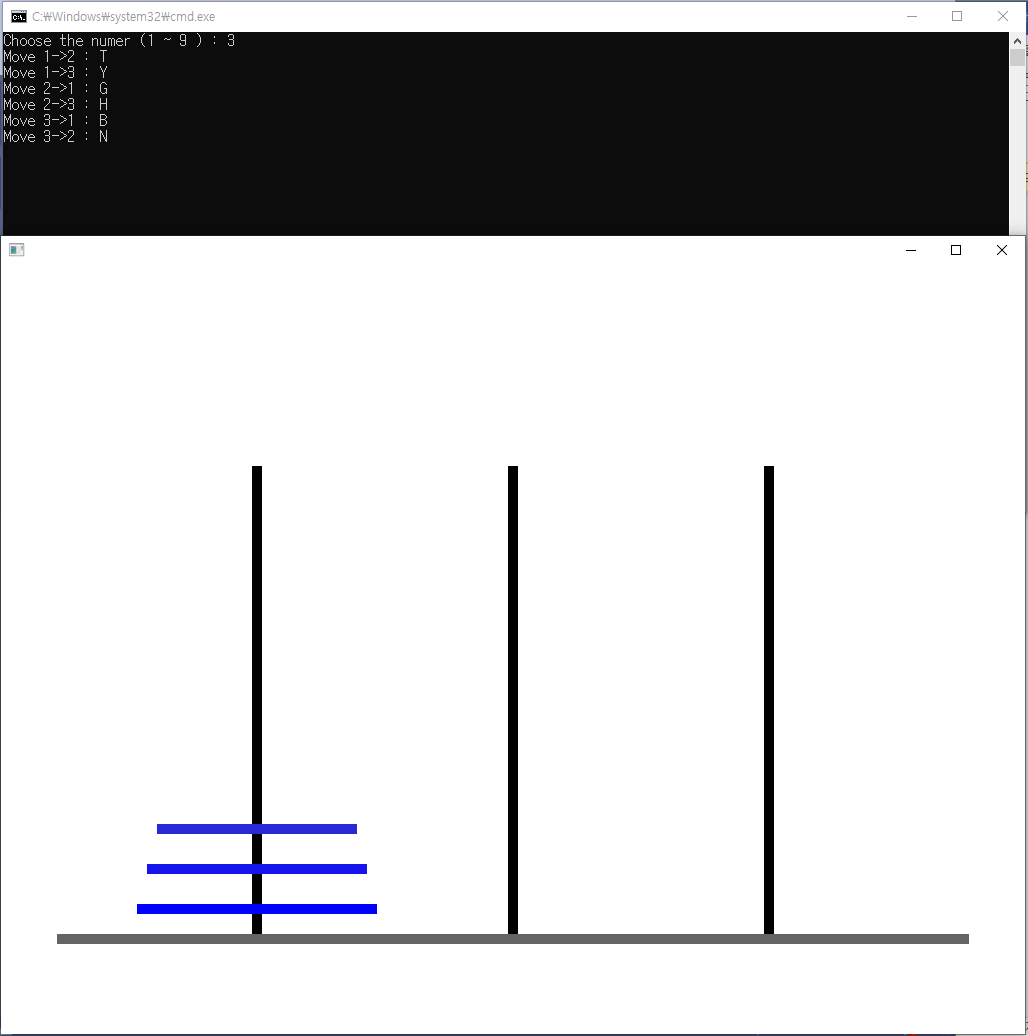 C:₩Windows₩system32₩cmd.exe
Choose the numer (1 ~ 9 ) : 3
Move 1->2 : T
Move 1->3 : Y
Move 2->1 : G
Move 2->3 : H
Move 3->1 : B
Move 3->2 : N